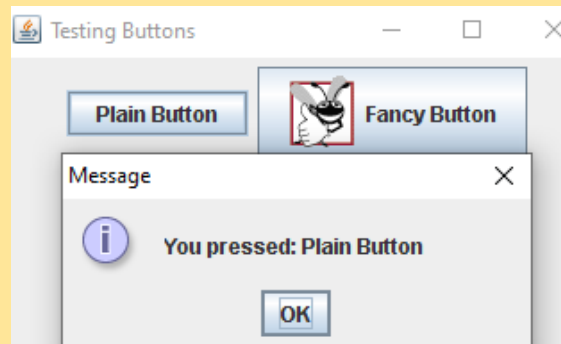 Testing Buttons
Plain Button
Fancy Button
Message
i
You pressed: Plain Button
OK